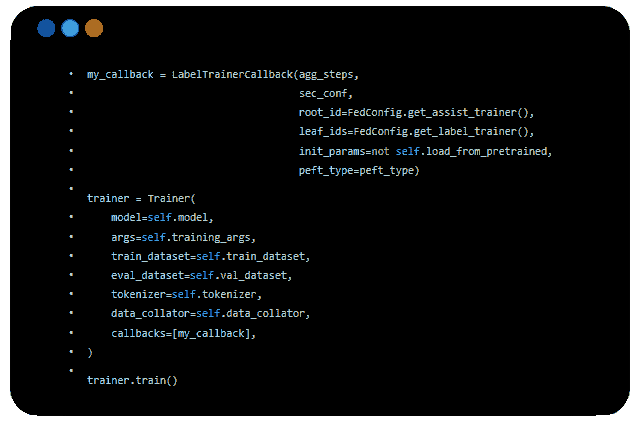 my_callback = LabelTrainerCallback(agg_steps,
sec_conf,
root_id=FedConfig.get_assist_trainer(),
leaf_ids=FedConfig.get_label_trainer(),
init_params=not self.load_from_pretrained,
peft_type=peft_type)
trainer = Trainer(
model=self.model,
args=self.training_args,
train_dataset=self.train_dataset,
eval_dataset=self.val_dataset,
tokenizer=self.tokenizer,
data_collator=self.data_collator,
callbacks=[my_callback],
)
trainer.train()